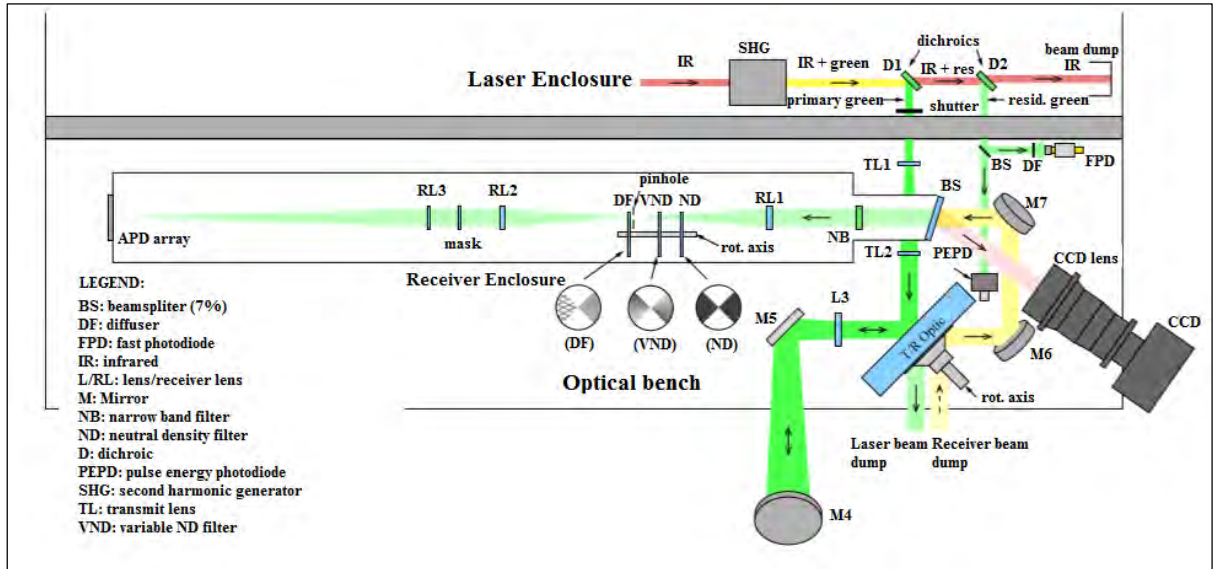 dichroics
beam dump
SHG
IR
IR + green
D1
IR + res
D2
IR
Laser Enclosure
primary green
shutter
resid. green
TL1
BS
DF
FPD
pinhole
BS
M7
RL3
RL2
DF
VND
ND
RL1
APD array
mask
rot. axis
NB
TL2
PEPD
CCD lens
Receiver Enclosure
LEGEND:
BS: beamspliter (7%)
DF: diffuser
FPD: fast photodiode
IR: infrared
L/RL: lens/receiver lens
M: Mirror
NB: narrow band filter
ND: neutral density filter
D: dichroic
PEPD: pulse energy photodiode
SHG: second harmonic generator
TL: transmit lens
VND: variable ND filter
(DF)
(VND)
(ND)
M5
L3
T/R Optic
M6
CCD
Optical bench
rot. axis
Laser beam
dump
Receiver beam
dump
M4